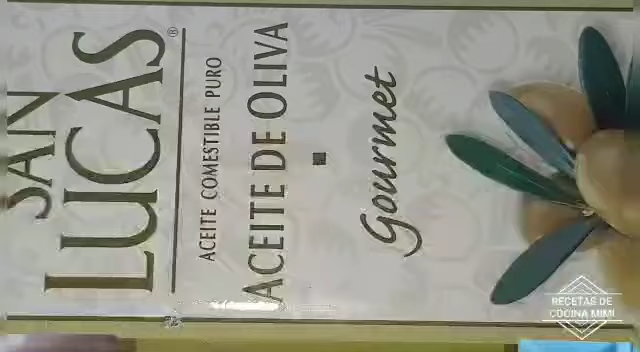 SAN
LUCAS®
ACEITE COMESTIBLE PURO
ACEITE DE OLIVA
Gourmet
RECETAS DE
COCINA MIMI